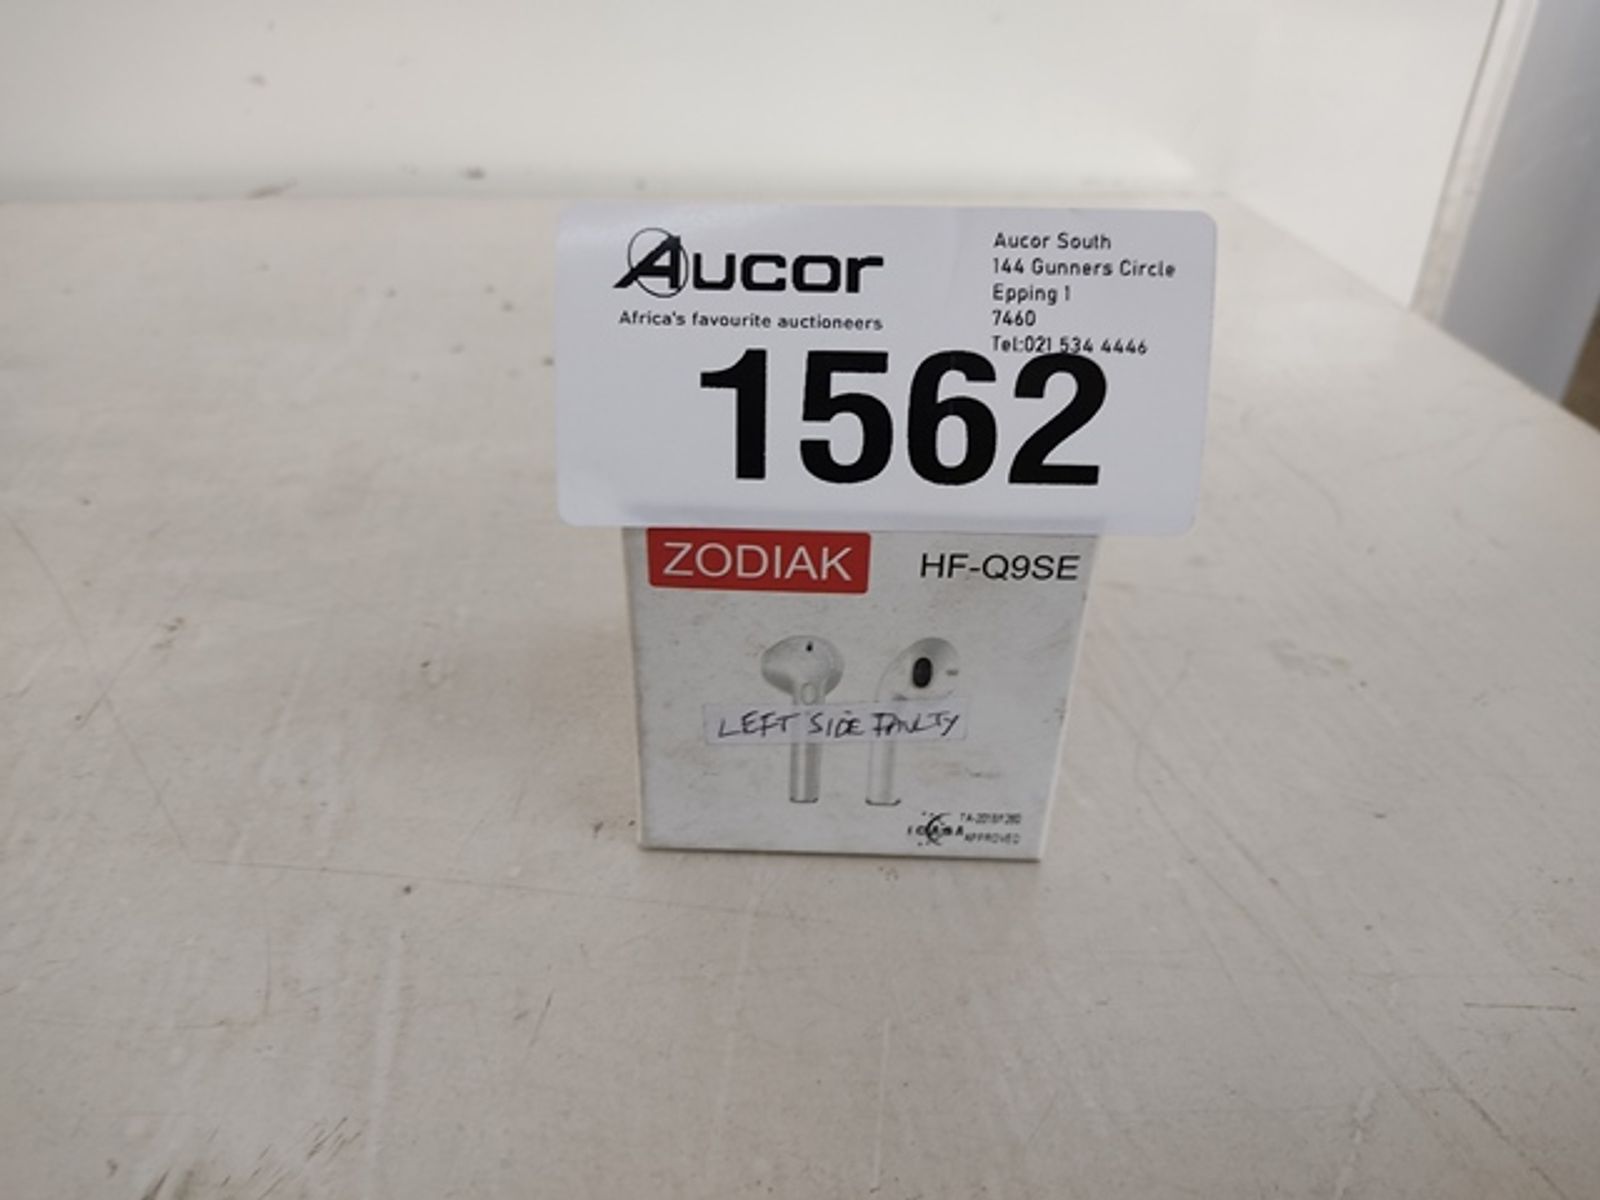 Aucor
Africa's favourite auctioneers
Aucor South
144 Gunners Circle
Epping 1
7460
Tel:021 534 4446
1562
ZODIAK
HF-Q9SE
LEFT SIDE FAULTY
ICASA
APPROVED